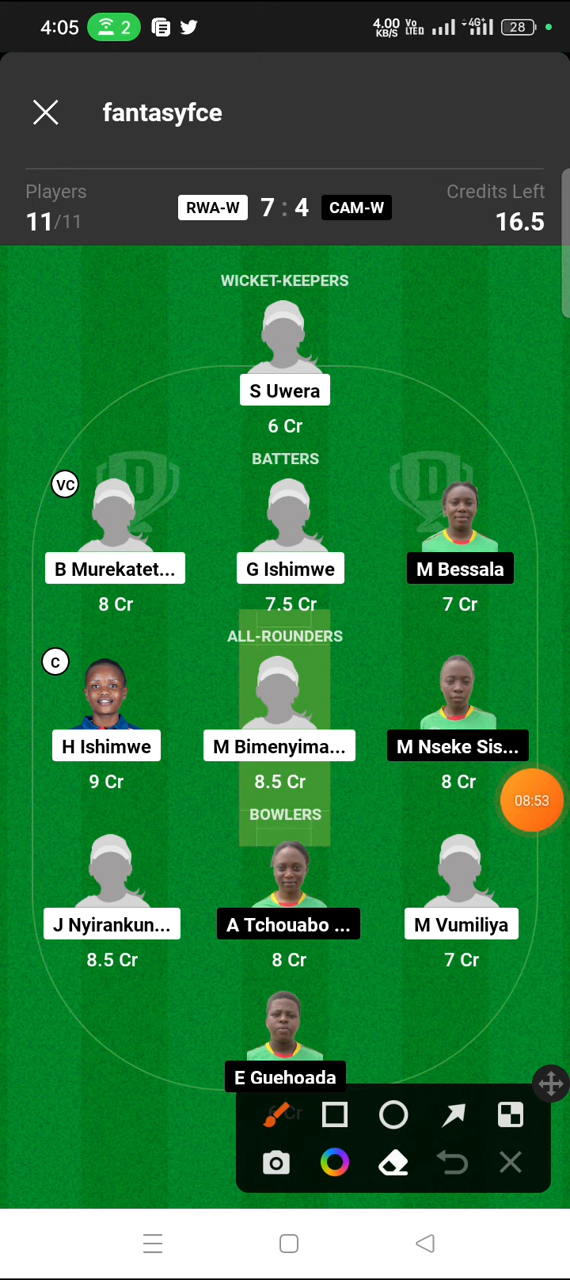 4:05 2 4.00 KB/S Vo LTE 4G+ 28
fantasyfce
Players Credits Left
11/11 RWA-W 7 : 4 CAM-W 16.5
WICKET-KEEPERS
S Uwera
6 Cr
BATTERS
VC
B Murekatet... G Ishimwe M Bessala
8 Cr 7.5 Cr 7 Cr
ALL-ROUNDERS
C
H Ishimwe M Bimenyima... M Nseke Sis...
9 Cr 8.5 Cr 8 Cr
08:53
BOWLERS
J Nyirankun... A Tchouabo ... M Vumiliya
8.5 Cr 8 Cr 7 Cr
E Guehoada
6 Cr